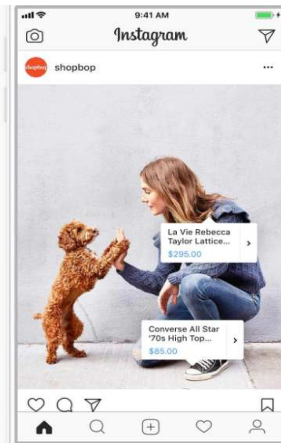 9:41 AM
Instagram
shopbop
shopbop
La Vie Rebecca
Taylor Lattice...
$295.00
Converse All Star
'70s High Top...
$85.00